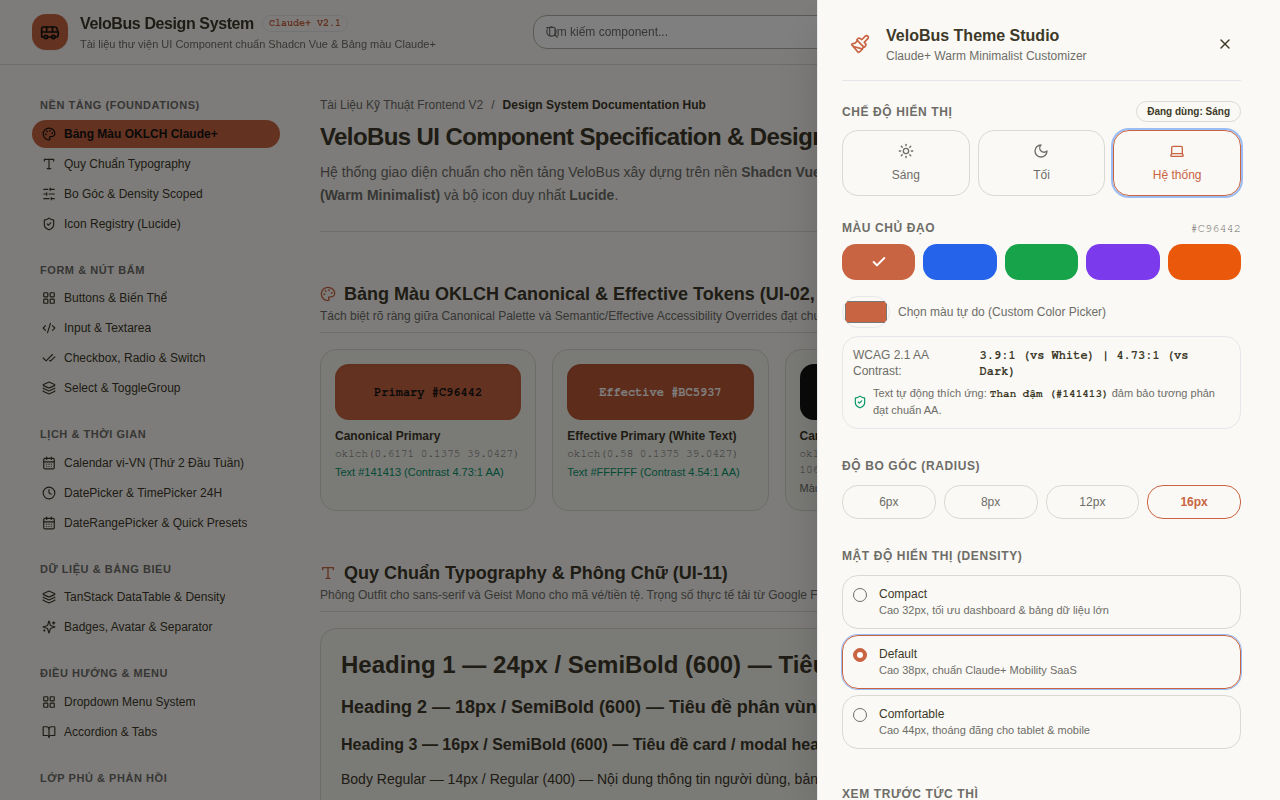 VeloBus Design System
Claude+ V2.1
Tài liệu thư viện UI Component chuẩn Shadcn Vue & Bảng màu Claude+
kiếm component...
NỀN TẢNG (FOUNDATIONS)
Bảng Màu OKLCH Claude+
Quy Chuẩn Typography
Bo Góc & Density Scoped
Icon Registry (Lucide)
FORM & NÚT BẤM
Buttons & Biến Thể
Input & Textarea
Checkbox, Radio & Switch
Select & ToggleGroup
LỊCH & THỜI GIAN
Calendar vi-VN (Thứ 2 Đầu Tuần)
DatePicker & TimePicker 24H
DateRangePicker & Quick Presets
DỮ LIỆU & BẢNG BIỂU
TanStack DataTable & Density
Badges, Avatar & Separator
ĐIỀU HƯỚNG & MENU
Dropdown Menu System
Accordion & Tabs
LỚP PHỦ & PHẢN HỒI
Tài Liệu Kỹ Thuật Frontend V2 / Design System Documentation Hub
VeloBus UI Component Specification & Design
Hệ thống giao diện chuẩn cho nền tảng VeloBus xây dựng trên nền Shadcn Vue
(Warm Minimalist) và bộ icon duy nhất Lucide.
Bảng Màu OKLCH Canonical & Effective Tokens (UI-02,
Tách biệt rõ ràng giữa Canonical Palette và Semantic/Effective Accessibility Overrides đạt
Primary #C96442
Canonical Primary
oklch(0.6171 0.1375 39.0427)
Text #141413 (Contrast 4.73:1 AA)
Effective #BC5937
Effective Primary (White Text)
oklch(0.58 0.1375 39.0427)
Text #FFFFFF (Contrast 4.54:1 AA)
Quy Chuẩn Typography & Phông Chữ (UI-11)
Phông Outfit cho sans-serif và Geist Mono cho mã vé/tiền tệ. Trọng số thực tế tải từ Google
Heading 1 — 24px / SemiBold (600) — Tiêu
Heading 2 — 18px / SemiBold (600) — Tiêu đề phân
Heading 3 — 16px / SemiBold (600) — Tiêu đề card / modal
Body Regular — 14px / Regular (400) — Nội dung thông tin người dùng,
VeloBus Theme Studio
Claude+ Warm Minimalist Customizer
CHẾ ĐỘ HIỂN THỊ
Đang dùng: Sáng
Sáng
Tối
Hệ thống
MÀU CHỦ ĐẠO
#C96442
Chọn màu tự do (Custom Color Picker)
WCAG 2.1 AA Contrast:
3.9:1 (vs White) | 4.73:1 (vs Dark)
Text tự động thích ứng: Than đậm (#141413) đảm bảo tương phản
đạt chuẩn AA.
ĐỘ BO GÓC (RADIUS)
6px
8px
12px
16px
MẬT ĐỘ HIỂN THỊ (DENSITY)
Compact
Cao 32px, tối ưu dashboard & bảng dữ liệu lớn
Default
Cao 38px, chuẩn Claude+ Mobility SaaS
Comfortable
Cao 44px, thoáng đãng cho tablet & mobile
XEM TRƯỚC TỨC THÌ